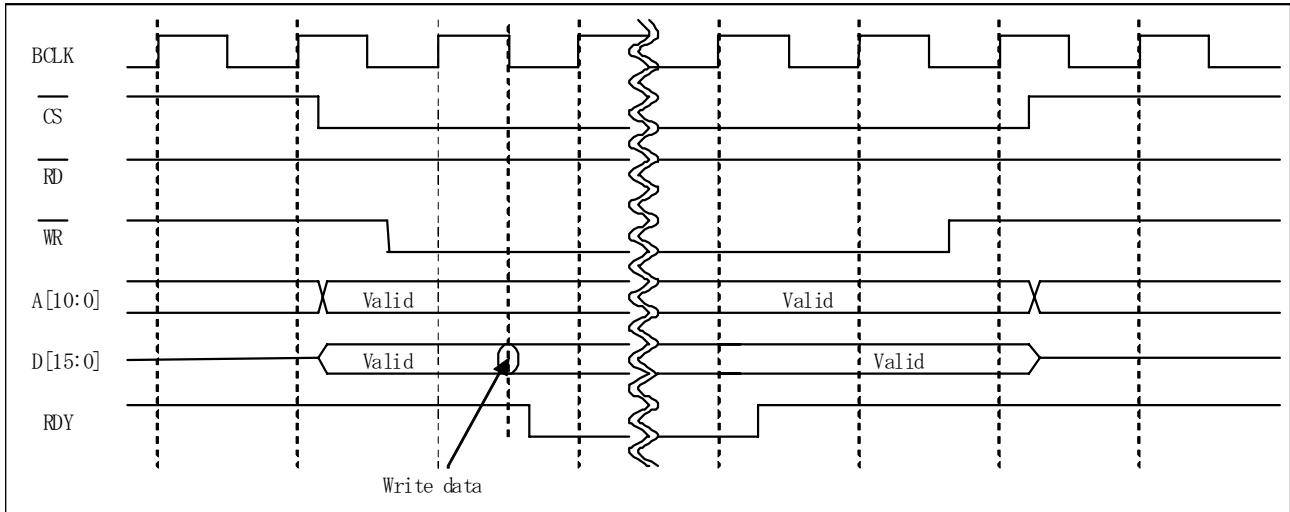 BCLK
CS
RD
WR
A[10:0] Valid Valid
D[15:0] Valid Valid
RDY
Write data